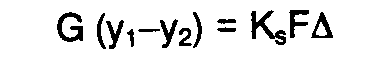 G (y₁–y₂) = KₛFΔ